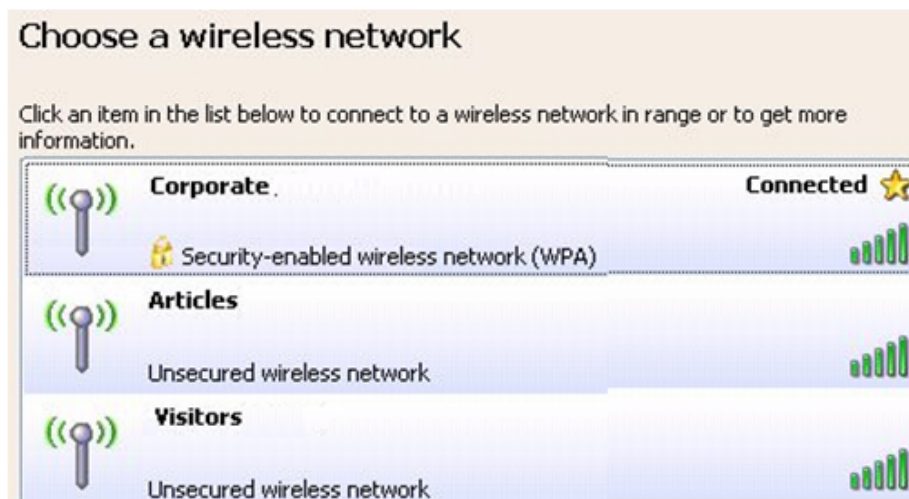 Choose a wireless network
Click an item in the list below to connect to a wireless network in range or to get more
information.
Corporate
Connected
Security-enabled wireless network (WPA)
Articles
Unsecured wireless network
Visitors
Unsecured wireless network